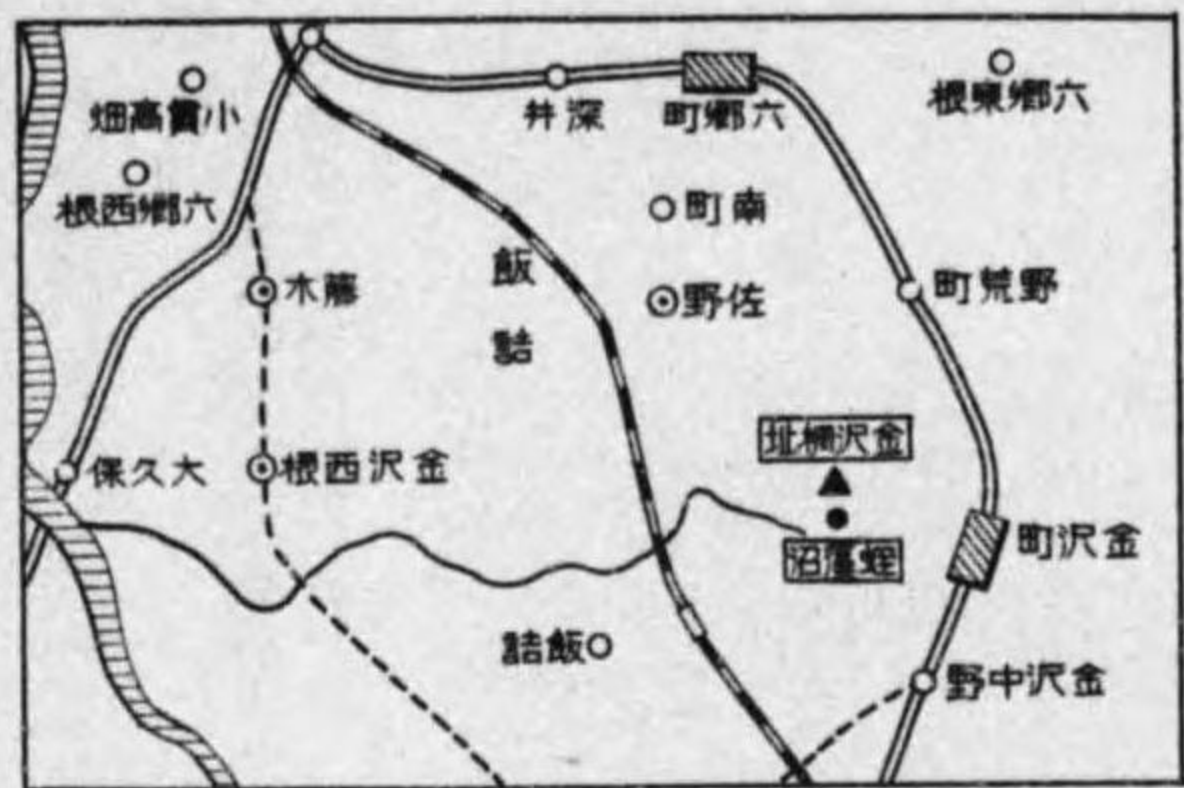 六郷東根
六郷町
深井
小貫高畑
六郷西根
南町
飯詰
野荒町
佐野
藤木
金沢柵址
金沢西根
大久保
金沢町
蛭藻沼
飯詰
金沢中野